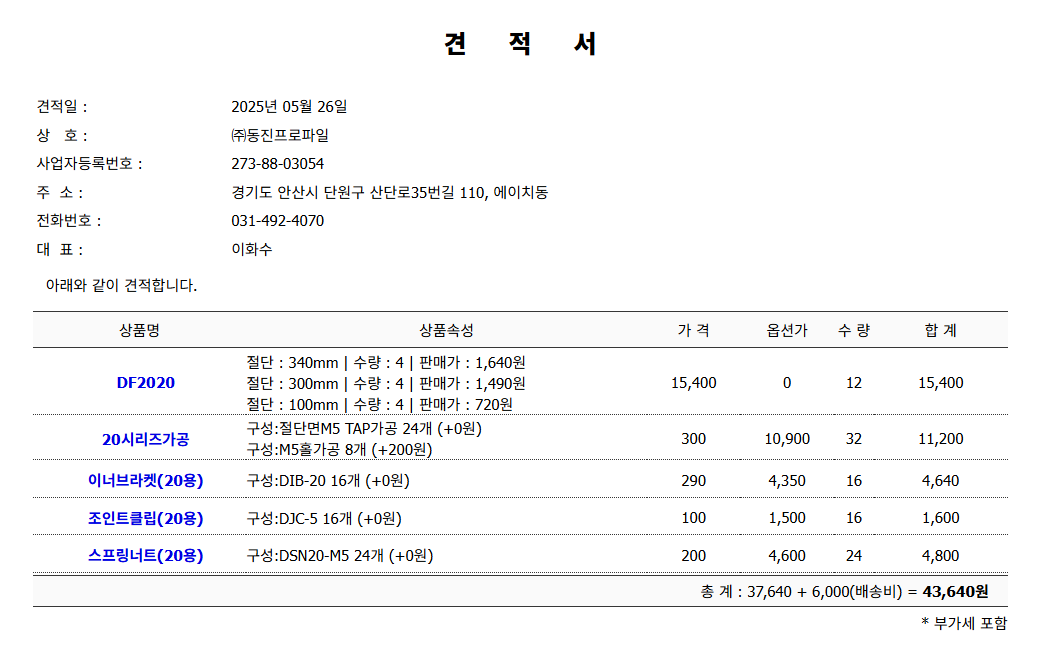 견 적 서
견적일 : 2025년 05월 26일
상 호 : ㈜동진프로파일
사업자등록번호 : 273-88-03054
주 소 : 경기도 안산시 단원구 산단로35번길 110, 에이치동
전화번호 : 031-492-4070
대 표 : 이화수
아래와 같이 견적합니다.
상품명 상품속성 가 격 옵션가 수 량 합 계
절단 : 340mm | 수량 : 4 | 판매가 : 1,640원
DF2020 절단 : 300mm | 수량 : 4 | 판매가 : 1,490원 15,400 0 12 15,400
절단 : 100mm | 수량 : 4 | 판매가 : 720원
20시리즈가공 구성:절단면M5 TAP가공 24개 (+0원) 300 10,900 32 11,200
구성:M5홀가공 8개 (+200원)
이너브라켓(20용) 구성:DIB-20 16개 (+0원) 290 4,350 16 4,640
조인트클립(20용) 구성:DJC-5 16개 (+0원) 100 1,500 16 1,600
스프링너트(20용) 구성:DSN20-M5 24개 (+0원) 200 4,600 24 4,800
총 계 : 37,640 + 6,000(배송비) = 43,640원
* 부가세 포함